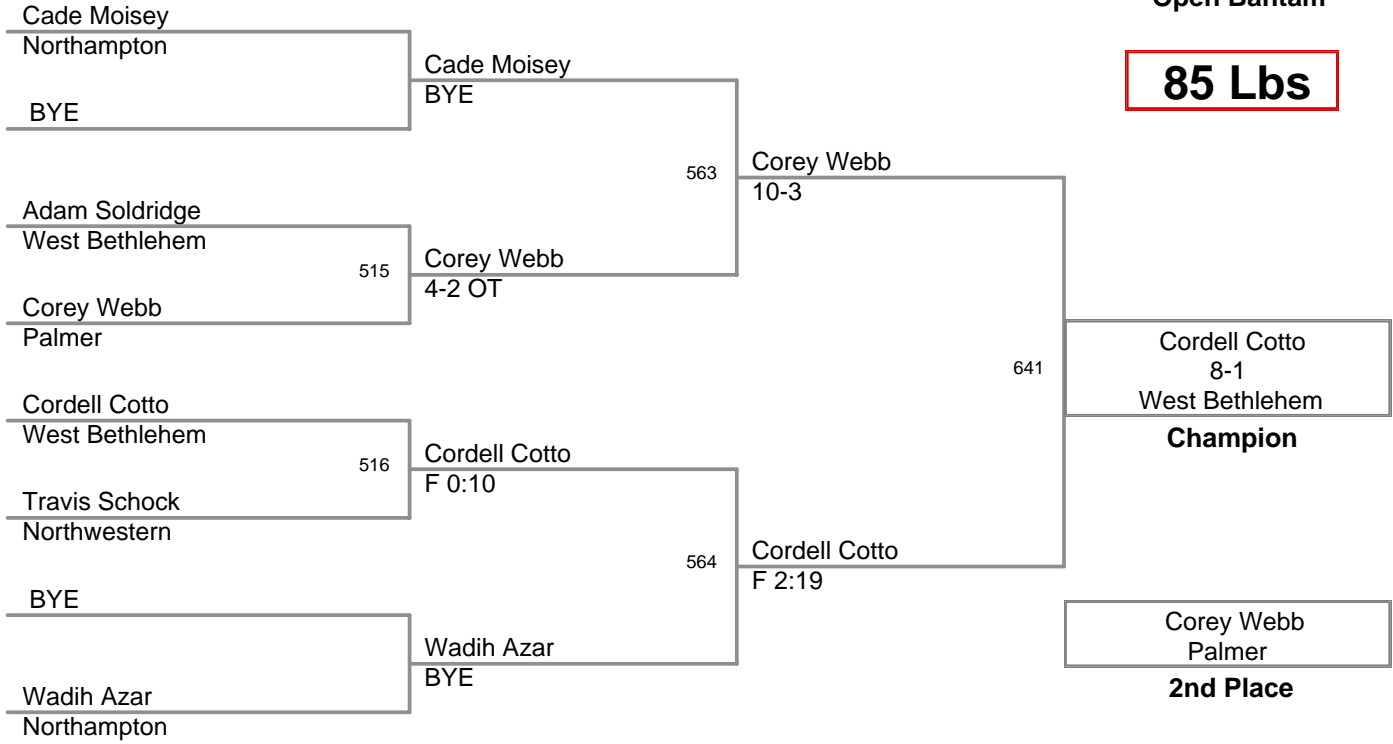 Open Bantam
85 Lbs
Cade Moisey
Northampton
BYE
Adam Soldridge
West Bethlehem
515
Corey Webb
Palmer
Cordell Cotto
West Bethlehem
516
Travis Schock
Northwestern
BYE
Wadih Azar
Northampton
Cade Moisey
BYE
563
Corey Webb
4-2 OT
Cordell Cotto
F 0:10
564
Wadih Azar
BYE
Corey Webb
10-3
641
Cordell Cotto
F 2:19
Cordell Cotto
8-1
West Bethlehem
Champion
Corey Webb
Palmer
2nd Place